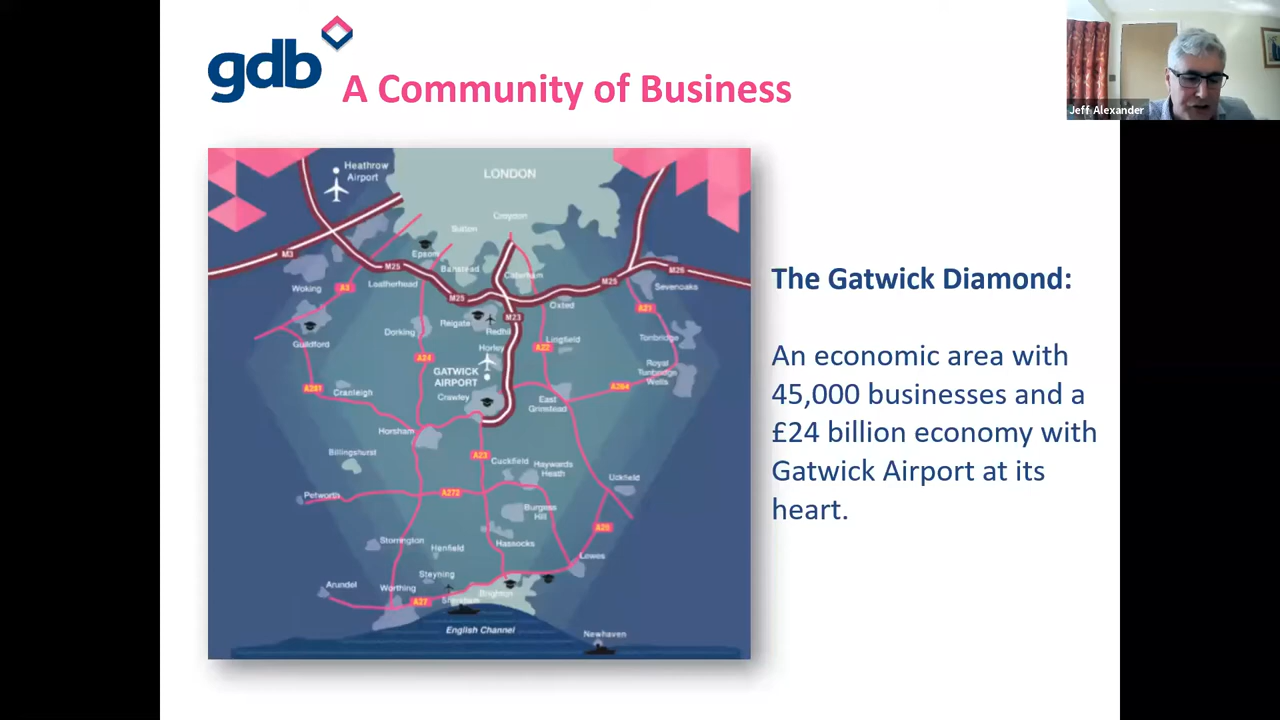 gdb
A Community of Business
Jeff Alexander
Heathrow
Airport
LONDON
Croydon
Sutton
Epsom
M3
M25
Banstead
Caterham
M25
M26
Woking
A3
Leatherhead
M25
Oxted
Sevenoaks
A21
M23
Reigate
Redhill
Guildford
Dorking
Lingfield
Tonbridge
Horley
A22
A24
Royal
Tunbridge
Wells
GATWICK
AIRPORT
A281
Cranleigh
Crawley
A264
East
Grinstead
Horsham
Billingshurst
A23
Cuckfield
Haywards
Heath
Uckfield
Petworth
A272
Burgess
Hill
A26
Storrington
Henfield
Hassocks
Lewes
Steyning
Arundel
Worthing
A27
Shoreham
Brighton
English Channel
Newhaven
The Gatwick Diamond:
An economic area with
45,000 businesses and a
£24 billion economy with
Gatwick Airport at its
heart.